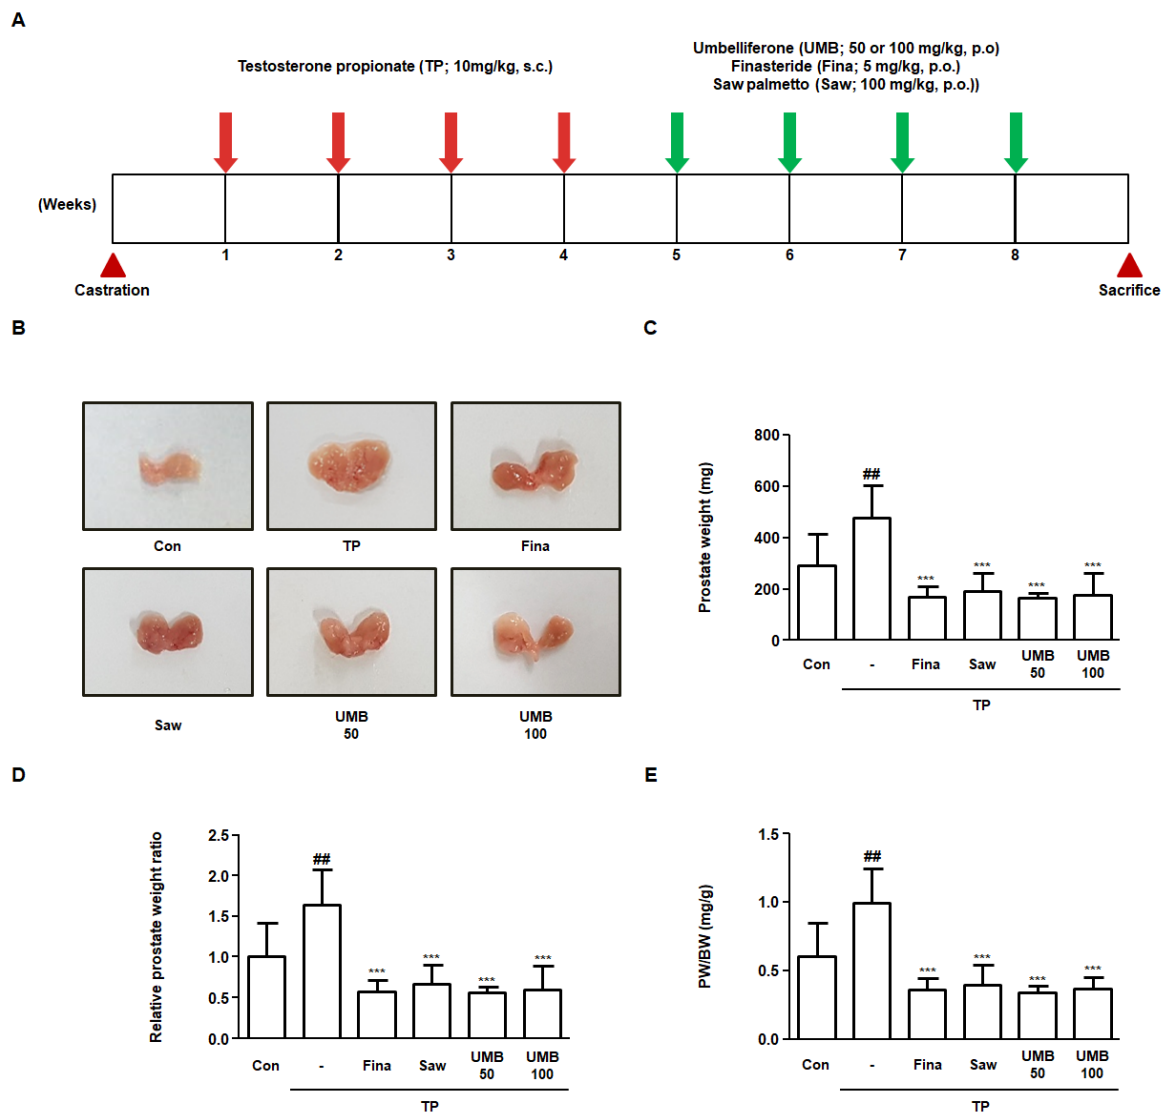 A
Testosterone propionate (TP; 10mg/kg, s.c.)
Umbelliferone (UMB; 50 or 100 mg/kg, p.o)
Finasteride (Fina; 5 mg/kg, p.o.)
Saw palmetto (Saw; 100 mg/kg, p.o.))
(Weeks)
1 2 3 4 5 6 7 8
Castration
Sacrifice
B
Con TP Fina
Saw UMB 50 UMB 100
C
Prostate weight (mg)
800
600
400
200
0
##
*** *** *** ***
Con - Fina Saw UMB 50 UMB 100
TP
D
Relative prostate weight ratio
2.5
2.0
1.5
1.0
0.5
0.0
##
*** *** *** ***
Con - Fina Saw UMB 50 UMB 100
TP
E
PW/BW (mg/g)
1.5
1.0
0.5
0.0
##
*** *** *** ***
Con - Fina Saw UMB 50 UMB 100
TP